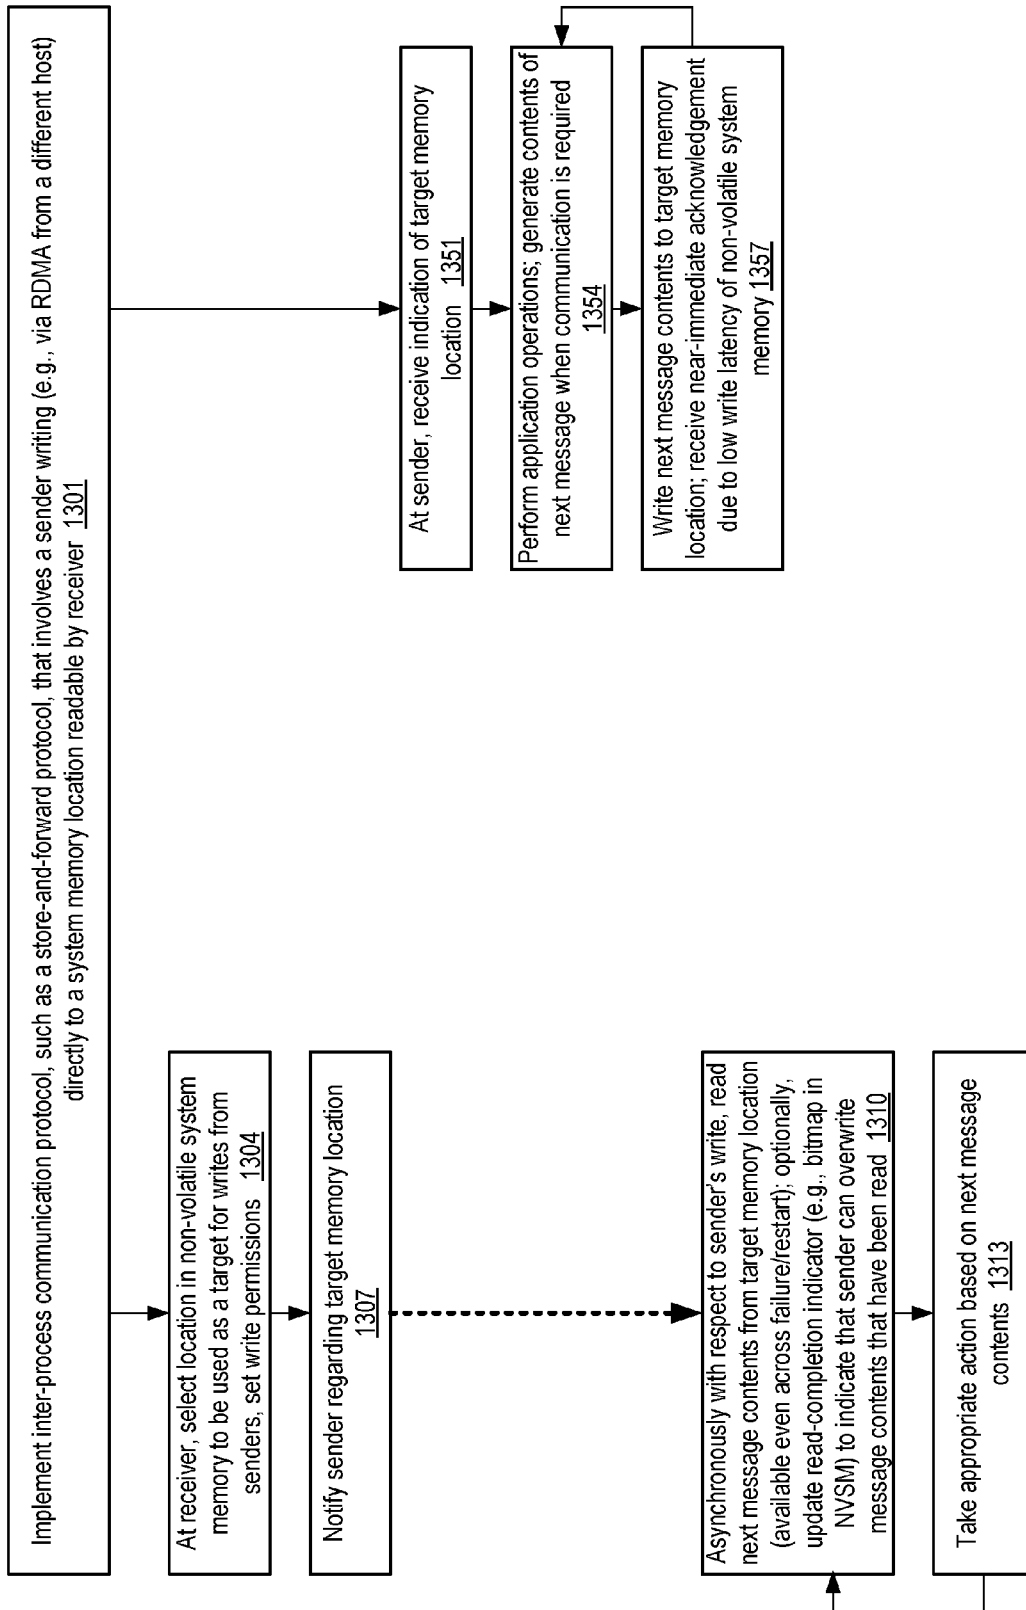 Implement inter-process communication protocol, such as a store-and-forward protocol, that involves a sender writing (e.g., via RDMA from a different host)
directly to a system memory location readable by receiver 1301
At receiver, select location in non-volatile system
memory to be used as a target for writes from
senders, set write permissions 1304
Notify sender regarding target memory location
1307
Asynchronously with respect to sender's write, read
next message contents from target memory location
(available even across failure/restart); optionally,
update read-completion indicator (e.g., bitmap in
NVSM) to indicate that sender can overwrite
message contents that have been read 1310
Take appropriate action based on next message
contents 1313
At sender, receive indication of target memory
location 1351
Perform application operations; generate contents of
next message when communication is required
1354
Write next message contents to target memory
location; receive near-immediate acknowledgement
due to low write latency of non-volatile system
memory 1357